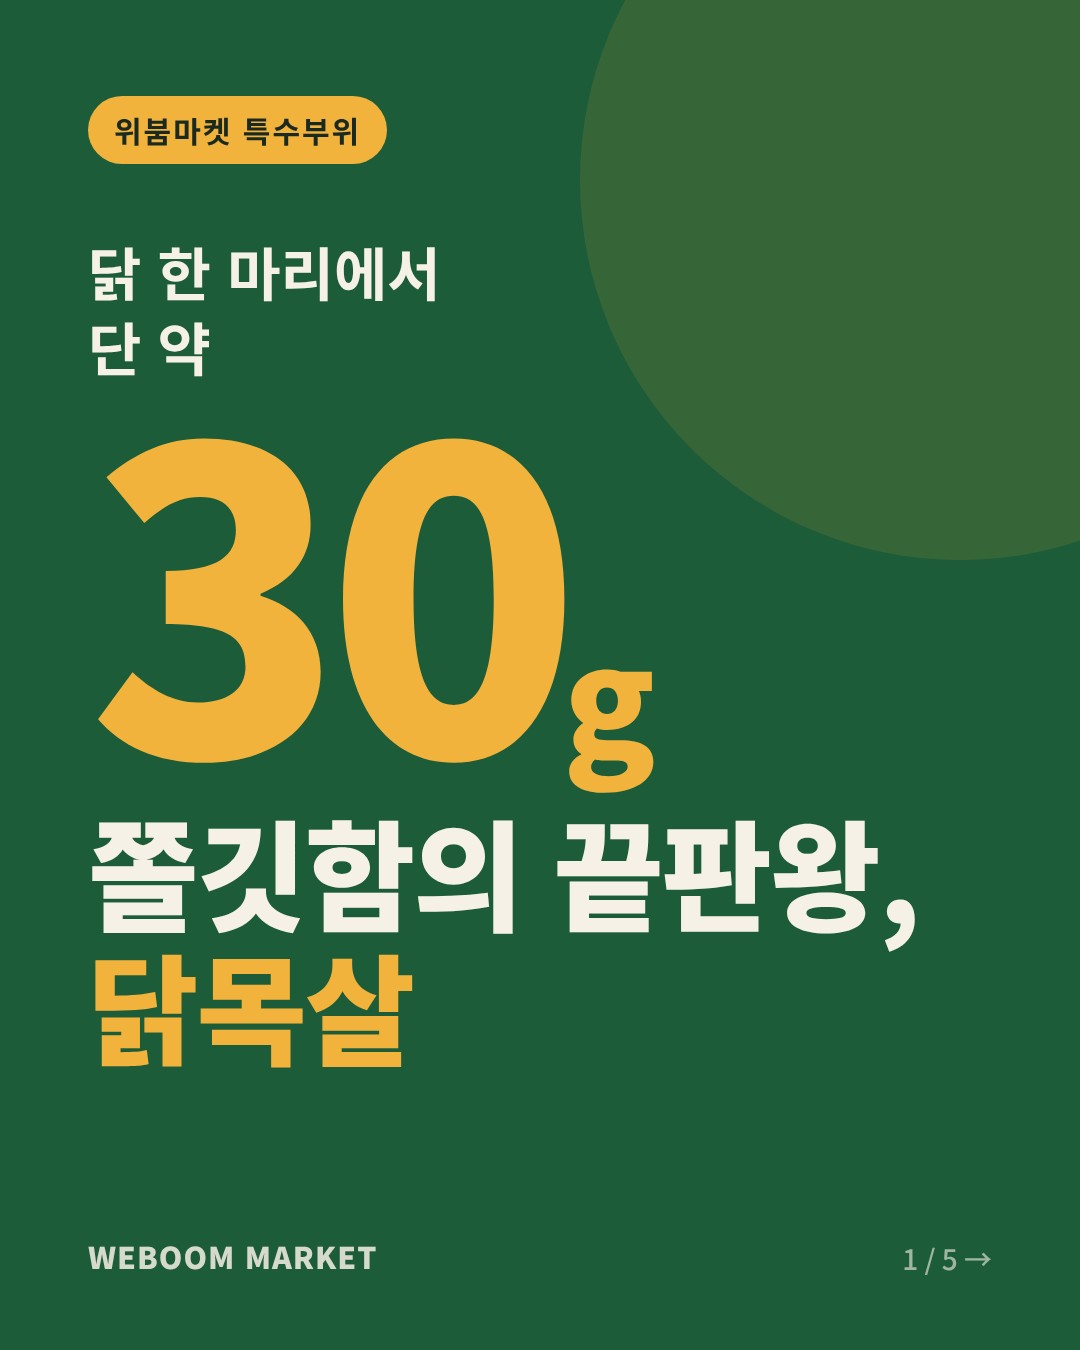 위붐마켓 특수부위
닭 한 마리에서
단 약
30g
쫄깃함의 끝판왕,
닭목살
WEBOOM MARKET
1 / 5 →